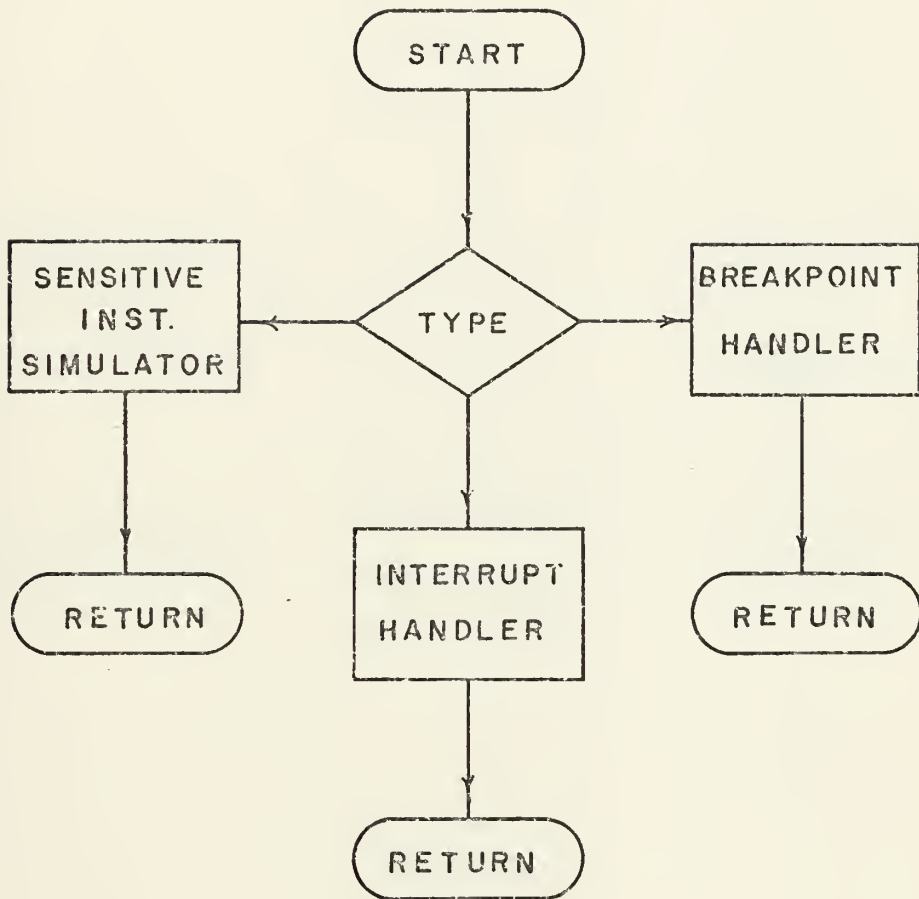 START
SENSITIVE
INST.
SIMULATOR
TYPE
BREAKPOINT
HANDLER
RETURN
INTERRUPT
HANDLER
RETURN
RETURN